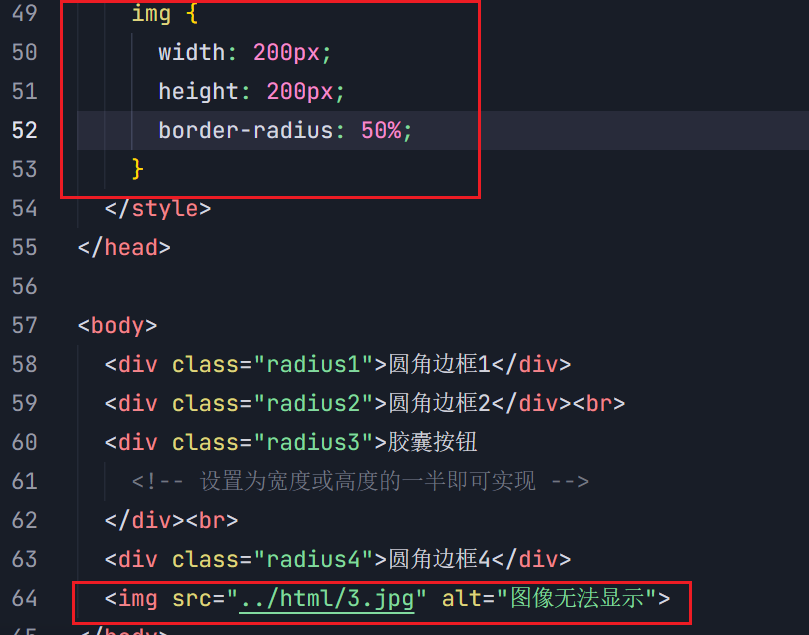 49 img {
50 width: 200px;
51 height: 200px;
52 border-radius: 50%;
53 }
54 </style>
55 </head>
56
57 <body>
58 <div class="radius1">圆角边框1</div>
59 <div class="radius2">圆角边框2</div><br>
60 <div class="radius3">胶囊按钮
61 <!-- 设置为宽度或高度的一半即可实现 -->
62 </div><br>
63 <div class="radius4">圆角边框4</div>
64 <img src="../html/3.jpg" alt="图像无法显示">
65 </body>